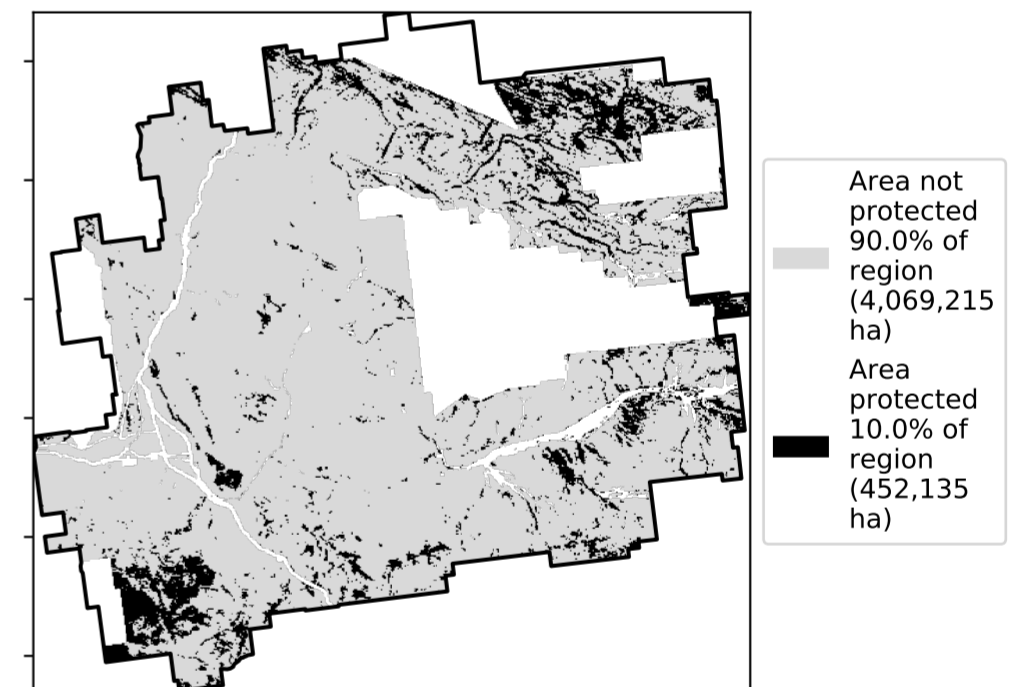 Area not
protected
90.0% of
region
(4,069,215
ha)
Area
protected
10.0% of
region
(452,135
ha)